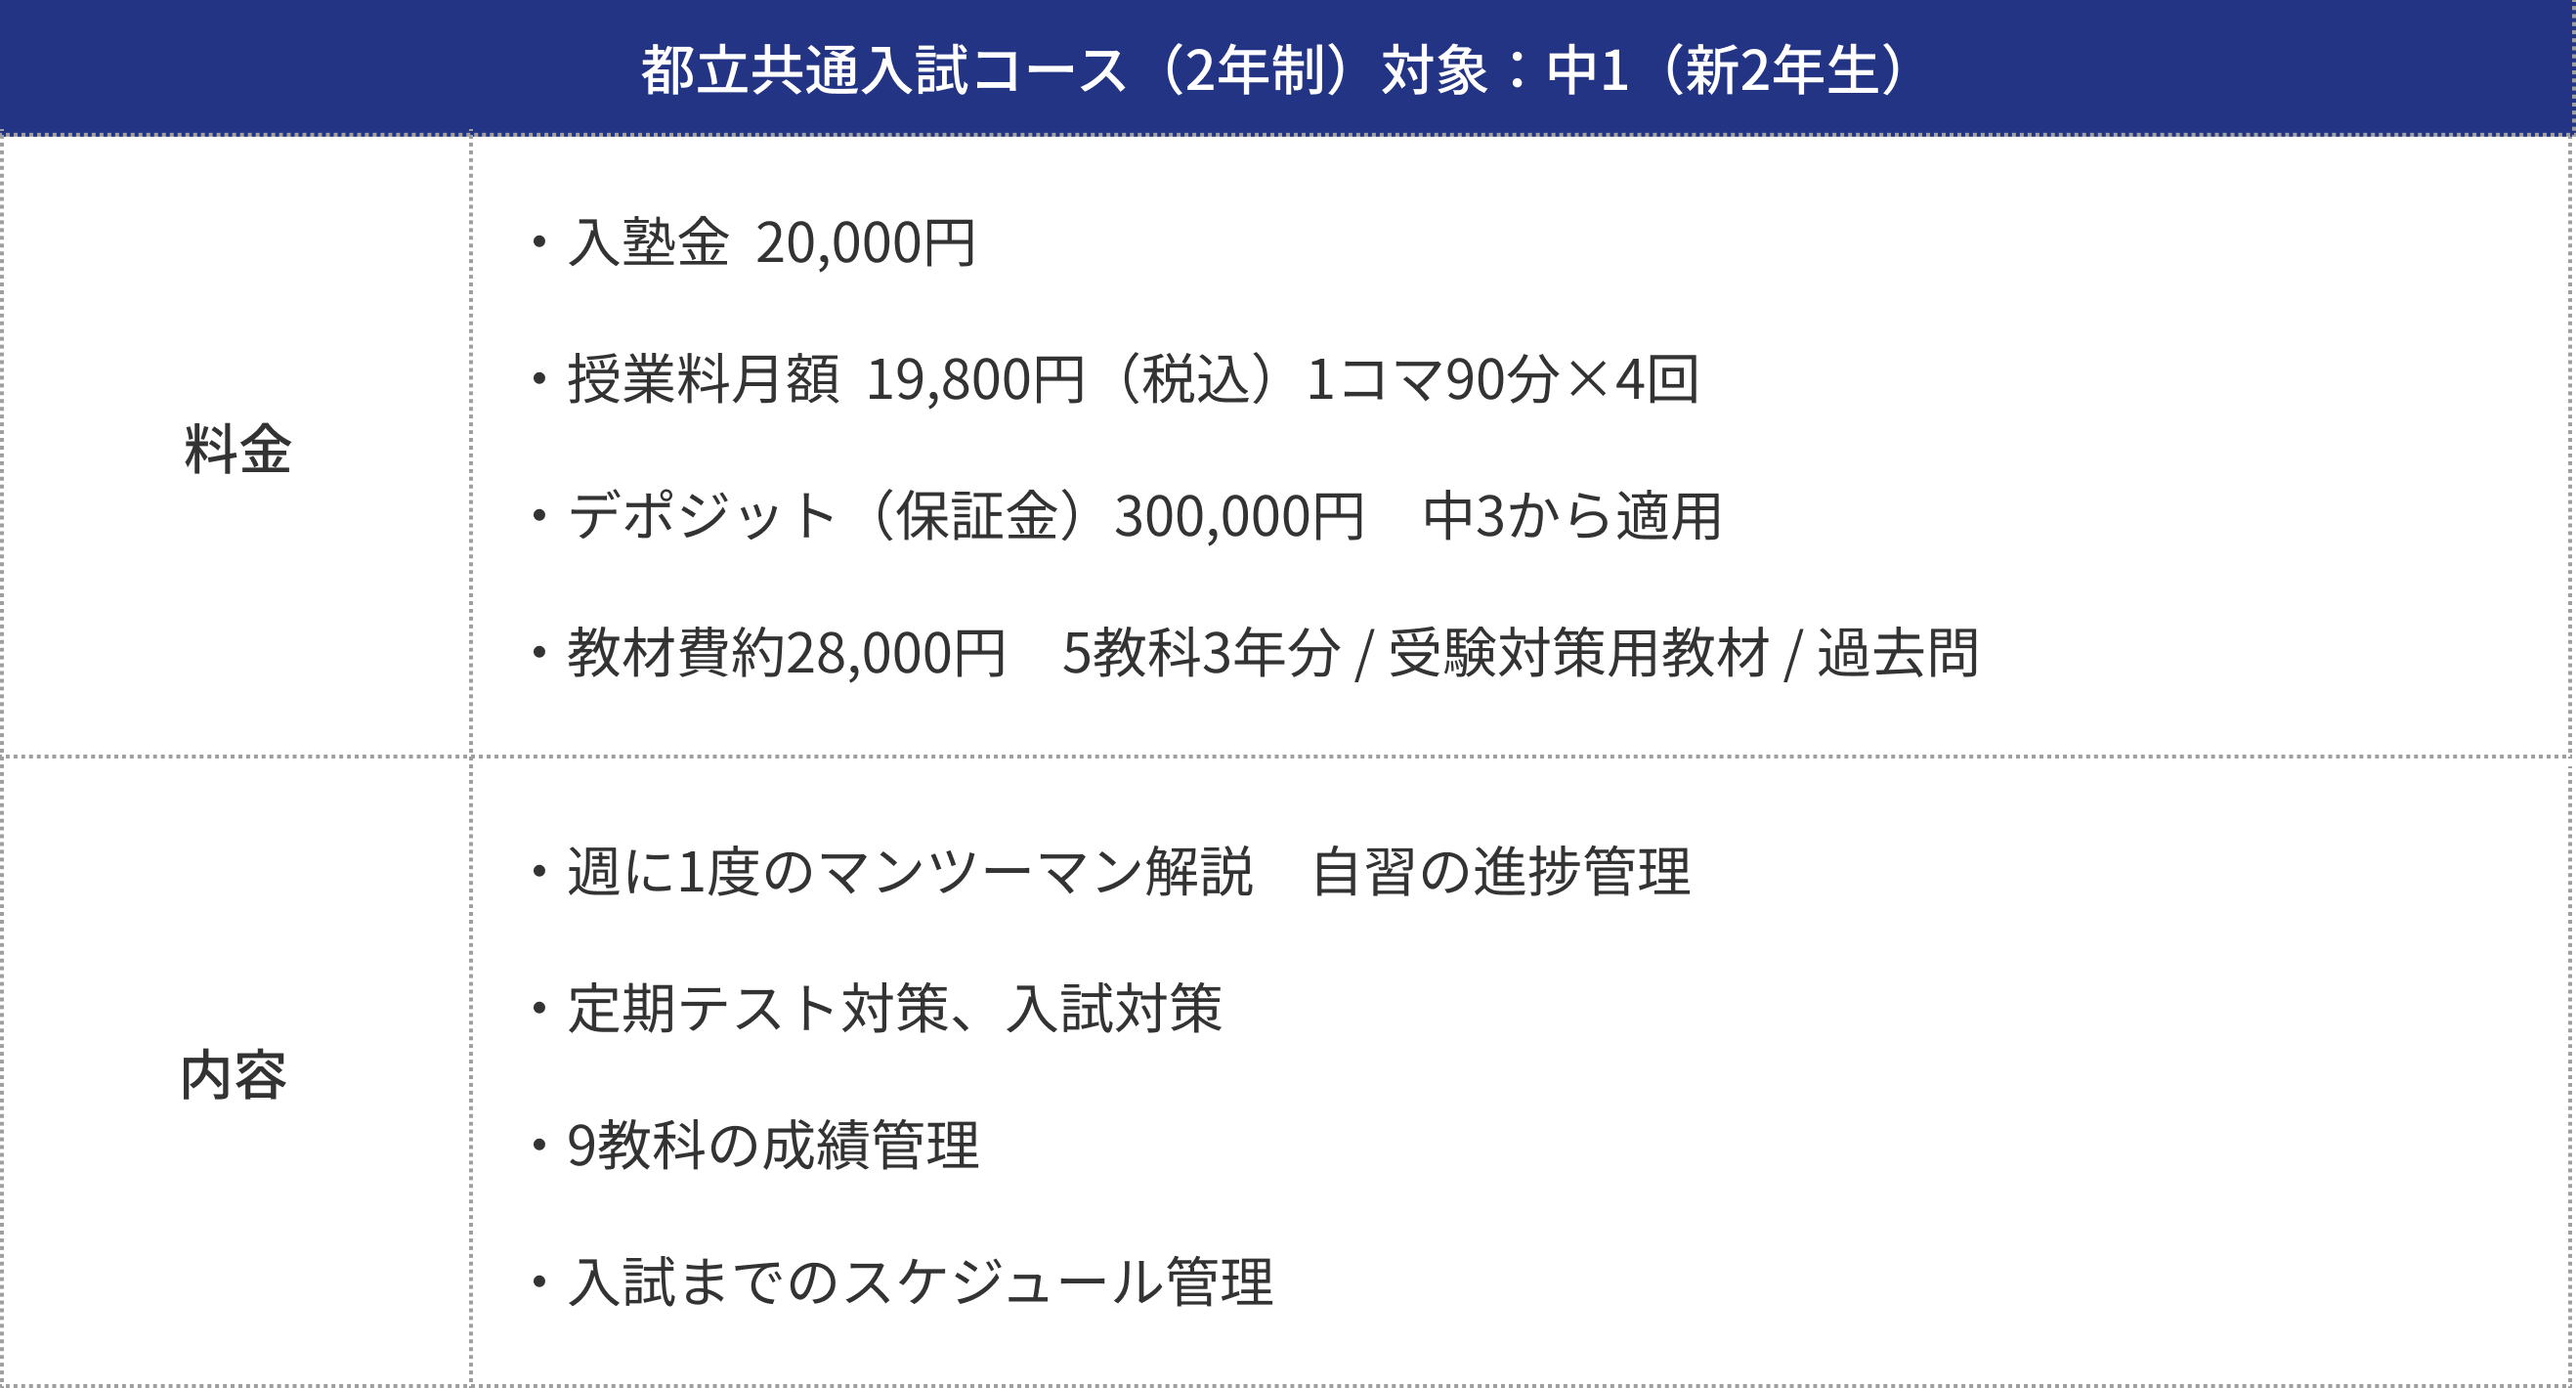 都立共通入試コース（2年制）対象：中1（新2年生）
料金
・入塾金 20,000円
・授業料月額 19,800円（税込）1コマ90分×4回
・デポジット（保証金）300,000円　中3から適用
・教材費約28,000円　5教科3年分 / 受験対策用教材 / 過去問
内容
・週に1度のマンツーマン解説　自習の進捗管理
・定期テスト対策、入試対策
・9教科の成績管理
・入試までのスケジュール管理